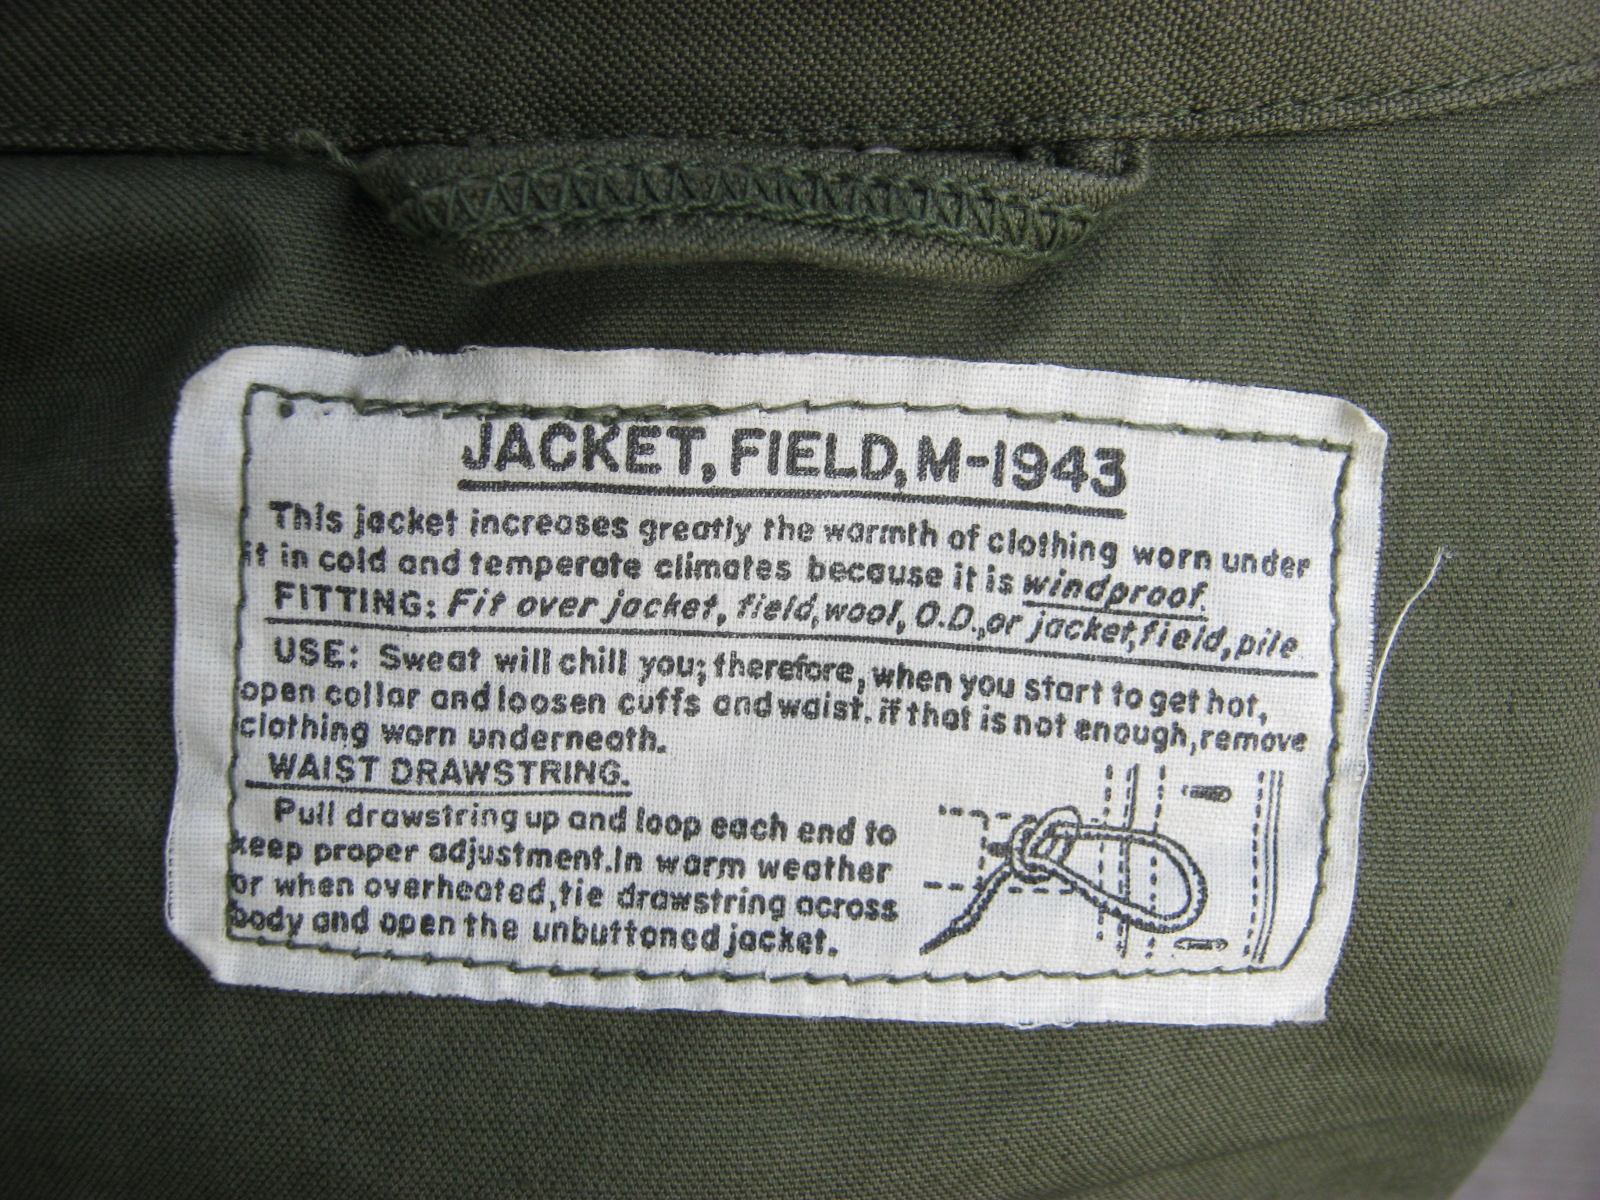 JACKET, FIELD, M-1943
This jacket increases greatly the warmth of clothing worn under
it in cold and temperate climates because it is windproof.
FITTING: Fit over jacket, field, wool, O.D., or jacket, field, pile
USE: Sweat will chill you; therefore, when you start to get hot,
open collar and loosen cuffs and waist. If that is not enough, remove
clothing worn underneath.
WAIST DRAWSTRING.
Pull drawstring up and loop each end to
keep proper adjustment. In warm weather
or when overheated, tie drawstring across
body and open the unbuttoned jacket.